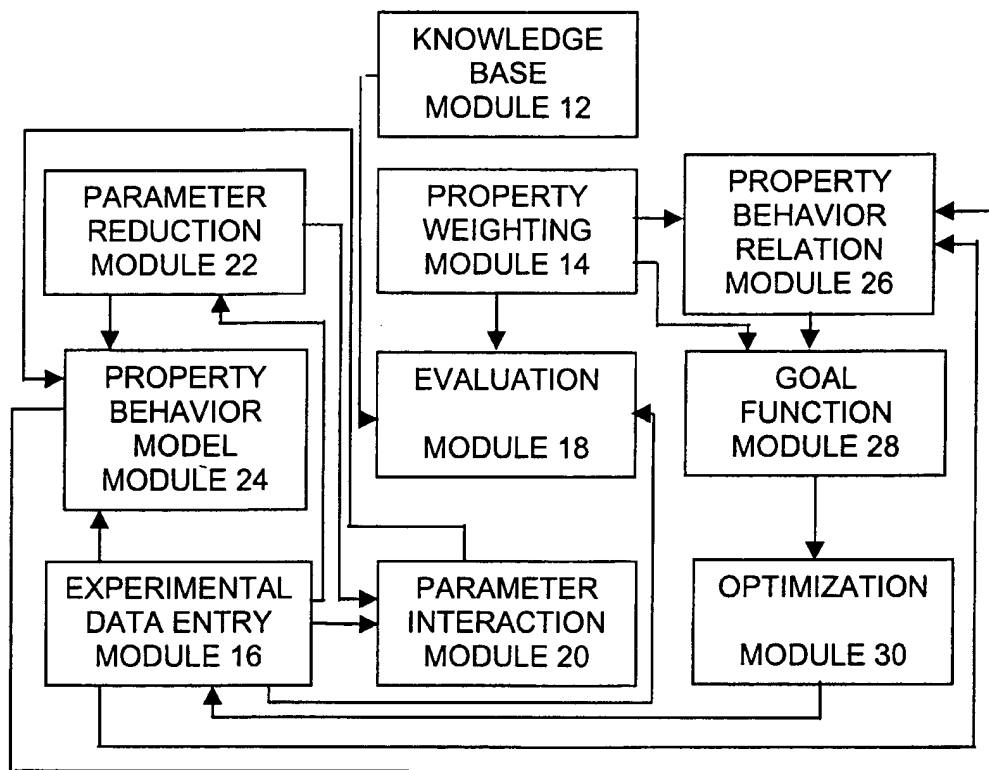 KNOWLEDGE
BASE
MODULE 12
PARAMETER
REDUCTION
MODULE 22
PROPERTY
WEIGHTING
MODULE 14
PROPERTY
BEHAVIOR
RELATION
MODULE 26
PROPERTY
BEHAVIOR
MODEL
MODULE 24
EVALUATION
MODULE 18
GOAL
FUNCTION
MODULE 28
EXPERIMENTAL
DATA ENTRY
MODULE 16
PARAMETER
INTERACTION
MODULE 20
OPTIMIZATION
MODULE 30